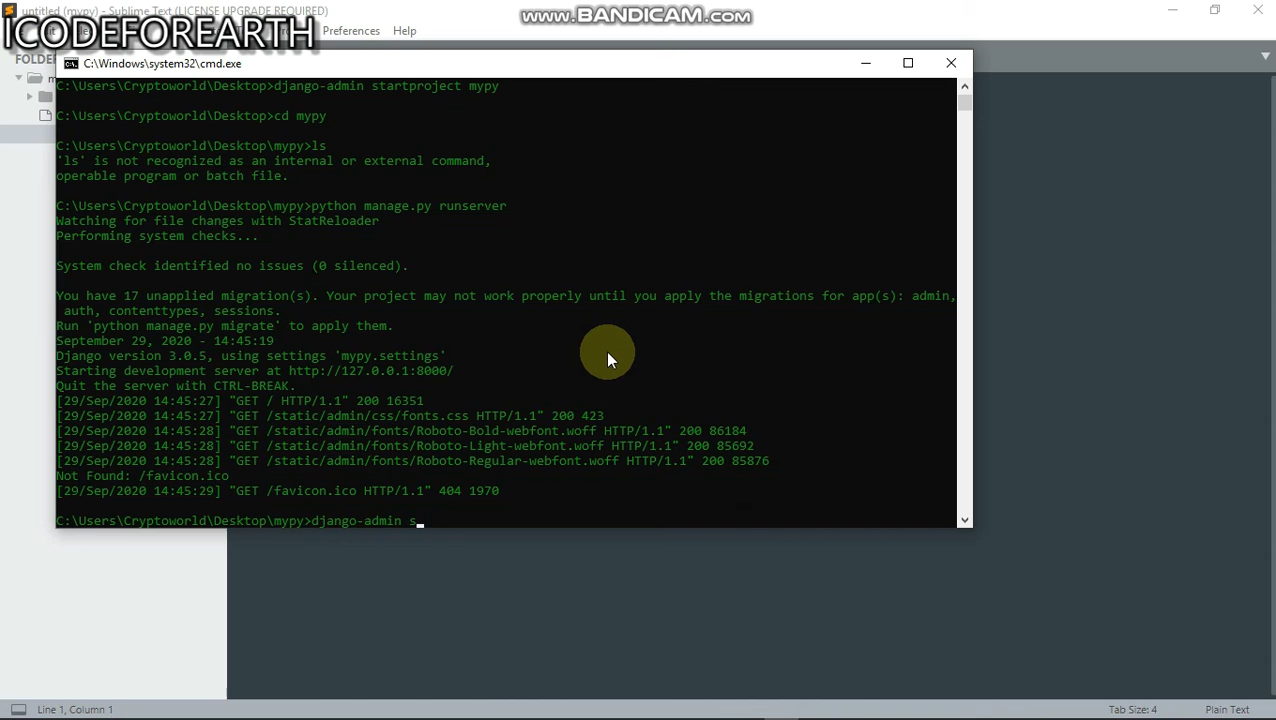 untitled (mypy) - Sublime Text (LICENSE UPGRADE REQUIRED)
www.BANDICAM.com
ICODEFOREARTH
Preferences Help
FOLDE
C:\Windows\system32\cmd.exe
C:\Users\Cryptoworld\Desktop>django-admin startproject mypy
C:\Users\Cryptoworld\Desktop>cd mypy
C:\Users\Cryptoworld\Desktop\mypy>ls
'ls' is not recognized as an internal or external command,
operable program or batch file.
C:\Users\Cryptoworld\Desktop\mypy>python manage.py runserver
Watching for file changes with StatReloader
Performing system checks...
System check identified no issues (0 silenced).
You have 17 unapplied migration(s). Your project may not work properly until you apply the migrations for app(s): admin,
auth, contenttypes, sessions.
Run 'python manage.py migrate' to apply them.
September 29, 2020 - 14:45:19
Django version 3.0.5, using settings 'mypy.settings'
Starting development server at http://127.0.0.1:8000/
Quit the server with CTRL-BREAK.
[29/Sep/2020 14:45:27] "GET / HTTP/1.1" 200 16351
[29/Sep/2020 14:45:27] "GET /static/admin/css/fonts.css HTTP/1.1" 200 423
[29/Sep/2020 14:45:28] "GET /static/admin/fonts/Roboto-Bold-webfont.woff HTTP/1.1" 200 86184
[29/Sep/2020 14:45:28] "GET /static/admin/fonts/Roboto-Light-webfont.woff HTTP/1.1" 200 85692
[29/Sep/2020 14:45:28] "GET /static/admin/fonts/Roboto-Regular-webfont.woff HTTP/1.1" 200 85876
Not Found: /favicon.ico
[29/Sep/2020 14:45:29] "GET /favicon.ico HTTP/1.1" 404 1970
C:\Users\Cryptoworld\Desktop\mypy>django-admin s
Line 1, Column 1
Tab Size: 4
Plain Text